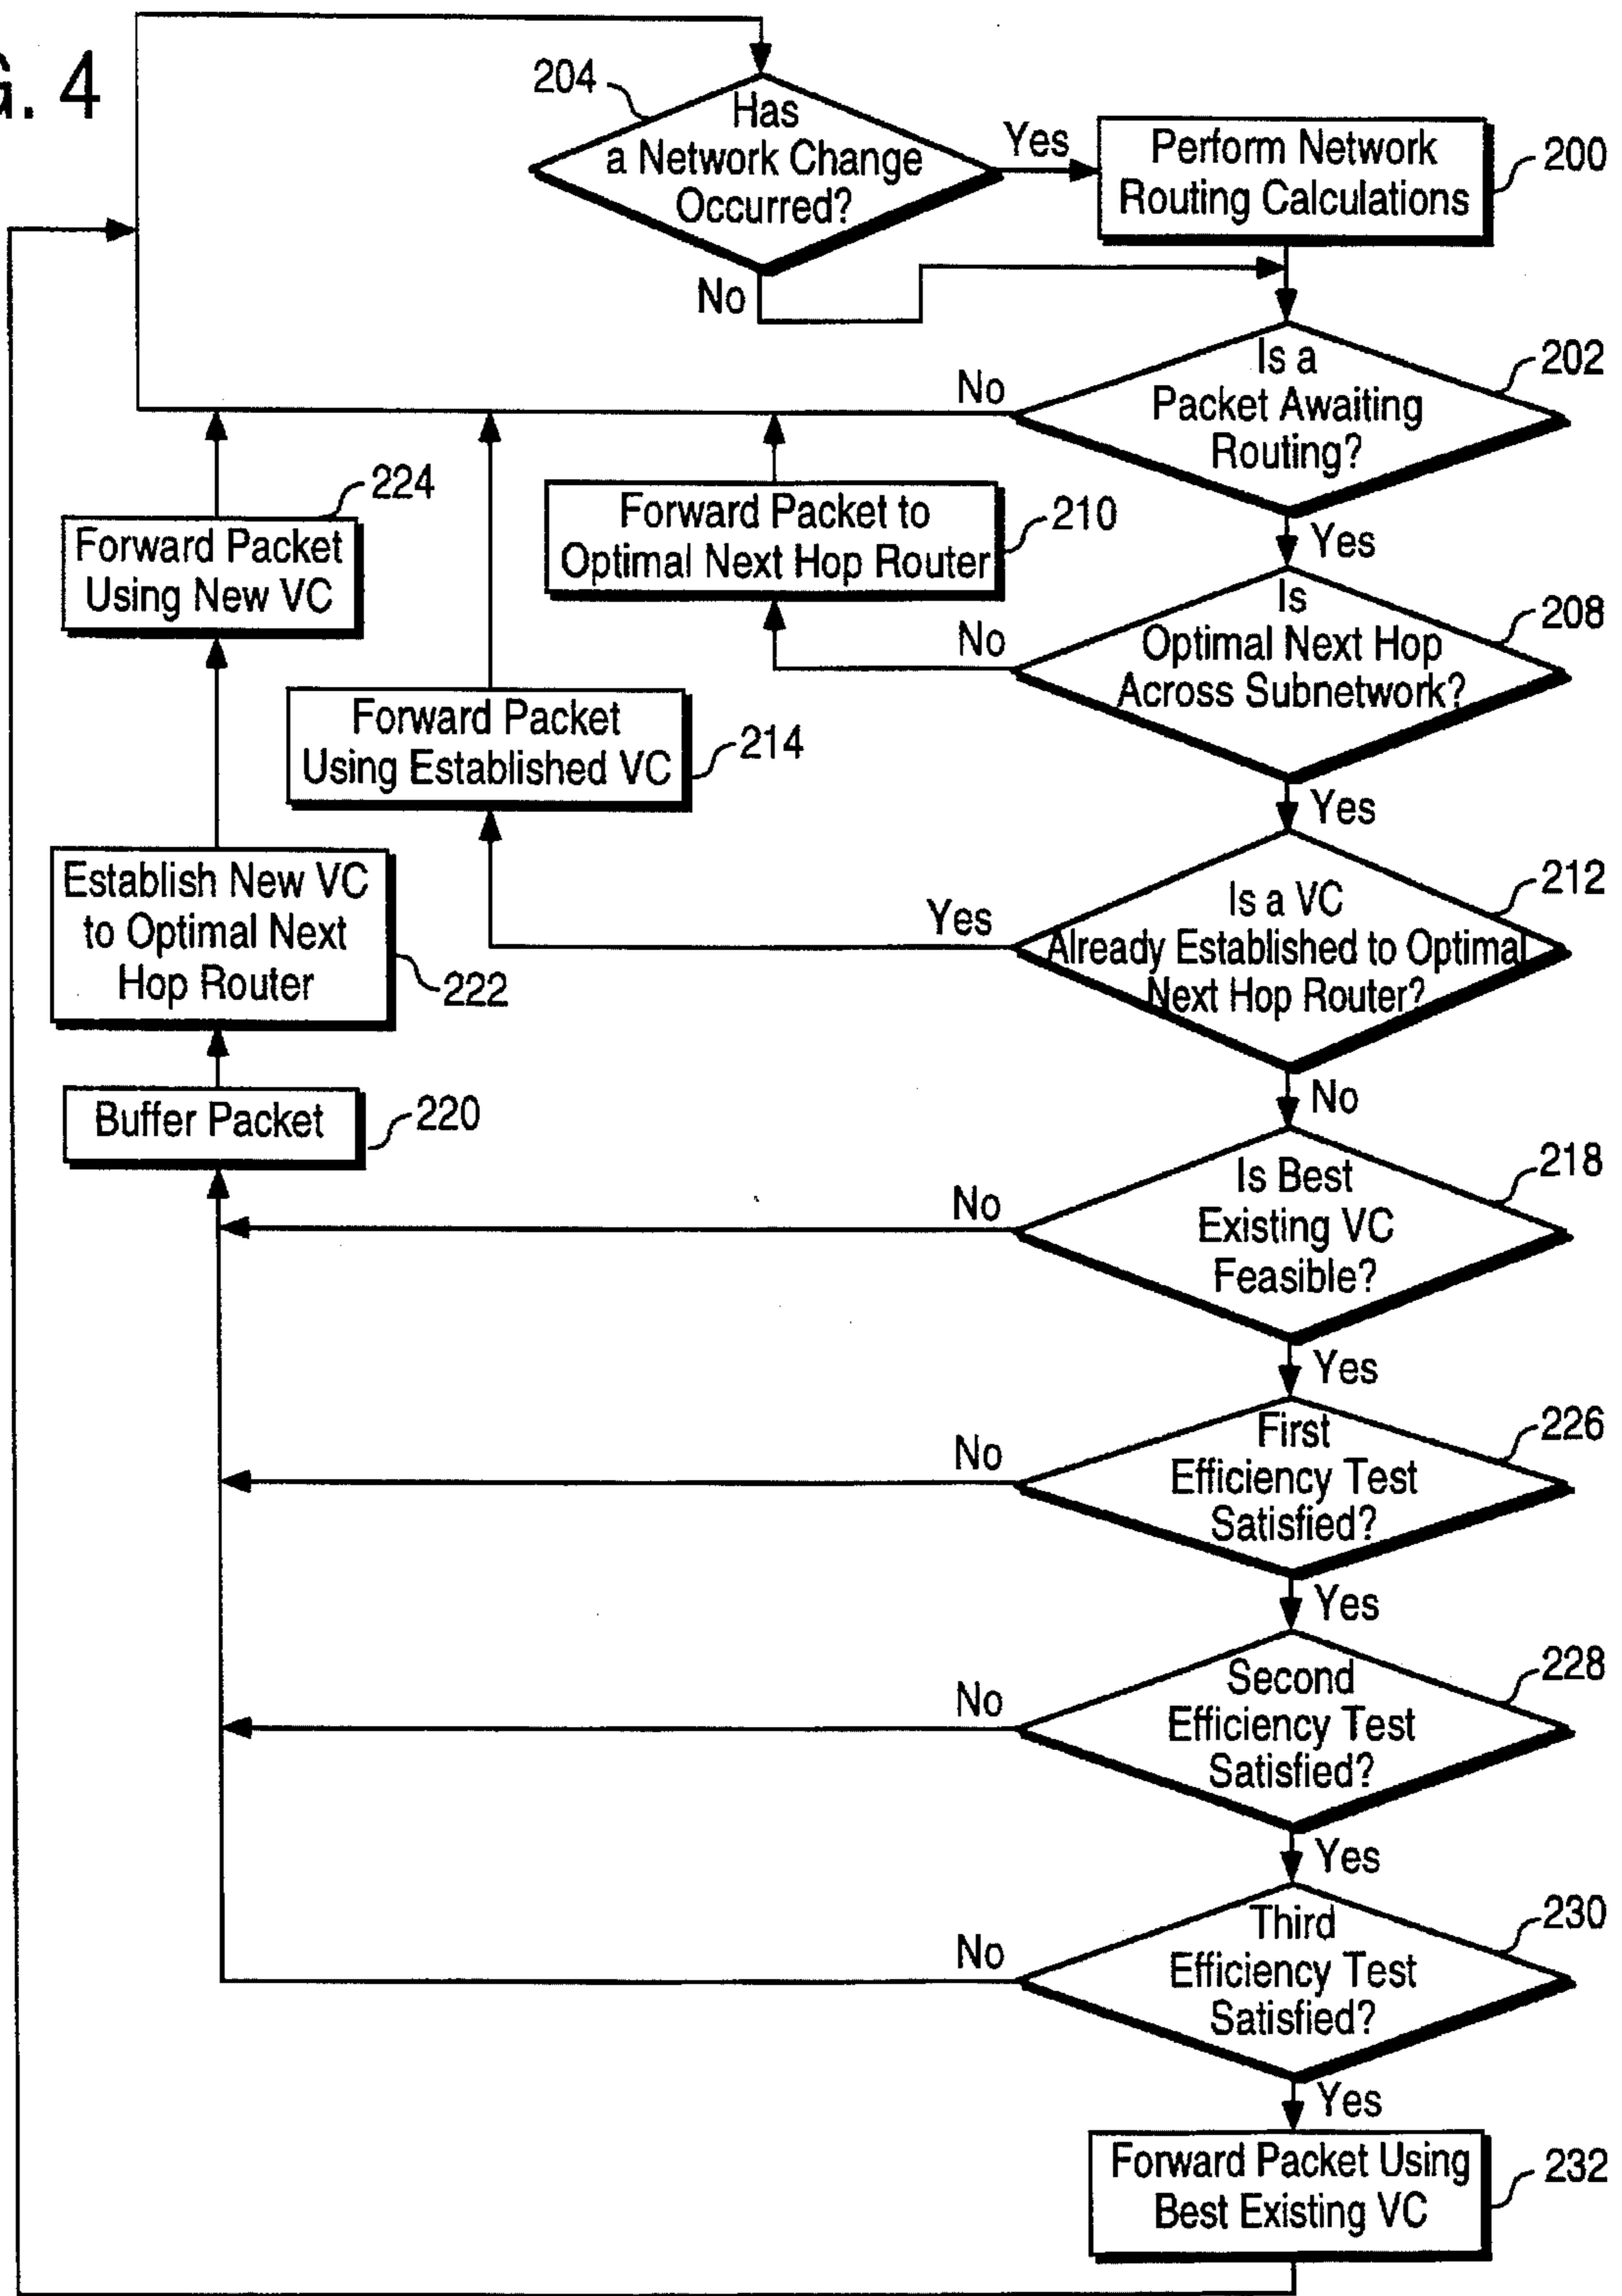 G. 4
204
Has
a Network Change
Occurred?
Yes
Perform Network
Routing Calculations
200
No
Is a
Packet Awaiting
Routing?
202
No
Yes
224
Forward Packet
Using New VC
Forward Packet to
Optimal Next Hop Router
210
Is
Optimal Next Hop
Across Subnetwork?
208
No
Yes
Forward Packet
Using Established VC
214
Establish New VC
to Optimal Next
Hop Router
222
Is a VC
Already Established to Optimal
Next Hop Router?
212
Yes
No
Buffer Packet
220
Is Best
Existing VC
Feasible?
218
No
Yes
First
Efficiency Test
Satisfied?
226
No
Yes
Second
Efficiency Test
Satisfied?
228
No
Yes
Third
Efficiency Test
Satisfied?
230
No
Yes
Forward Packet Using
Best Existing VC
232